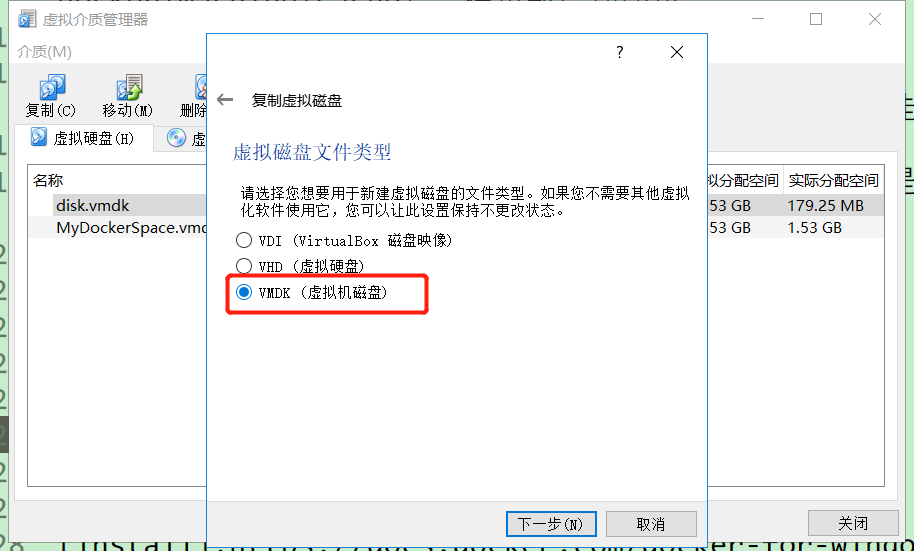 虚拟介质管理器
介质(M)
复制(C) 移动(M) 删除
虚拟硬盘(H) 虚
名称 拟分配空间 实际分配空间
disk.vmdk 53 GB 179.25 MB
MyDockerSpace.vmd 53 GB 1.53 GB
?
复制虚拟磁盘
虚拟磁盘文件类型
请选择您想要用于新建虚拟磁盘的文件类型。如果您不需要其他虚拟
化软件使用它，您可以让此设置保持不更改状态。
VDI (VirtualBox 磁盘映像)
VHD (虚拟硬盘)
VMDK (虚拟机磁盘)
下一步(N) 取消
关闭